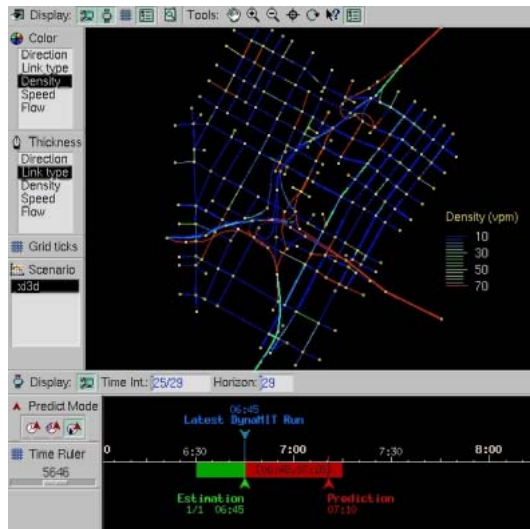 Display:
Tools:
Color
Direction
Link type
Density
Speed
Flow
Thickness
Direction
Link type
Density
Speed
Flow
Grid ticks
Scenario
xi3d
Density (vpm)
10
30
50
70
Display:
Time Int.: 25/29
Horizon: 29
Predict Mode
Time Ruler
5646
06:45
Latest DynaMIT Run
0 6:30 7:00 7:30 8:00
Estimation
1/1 06:45
Prediction
07:10